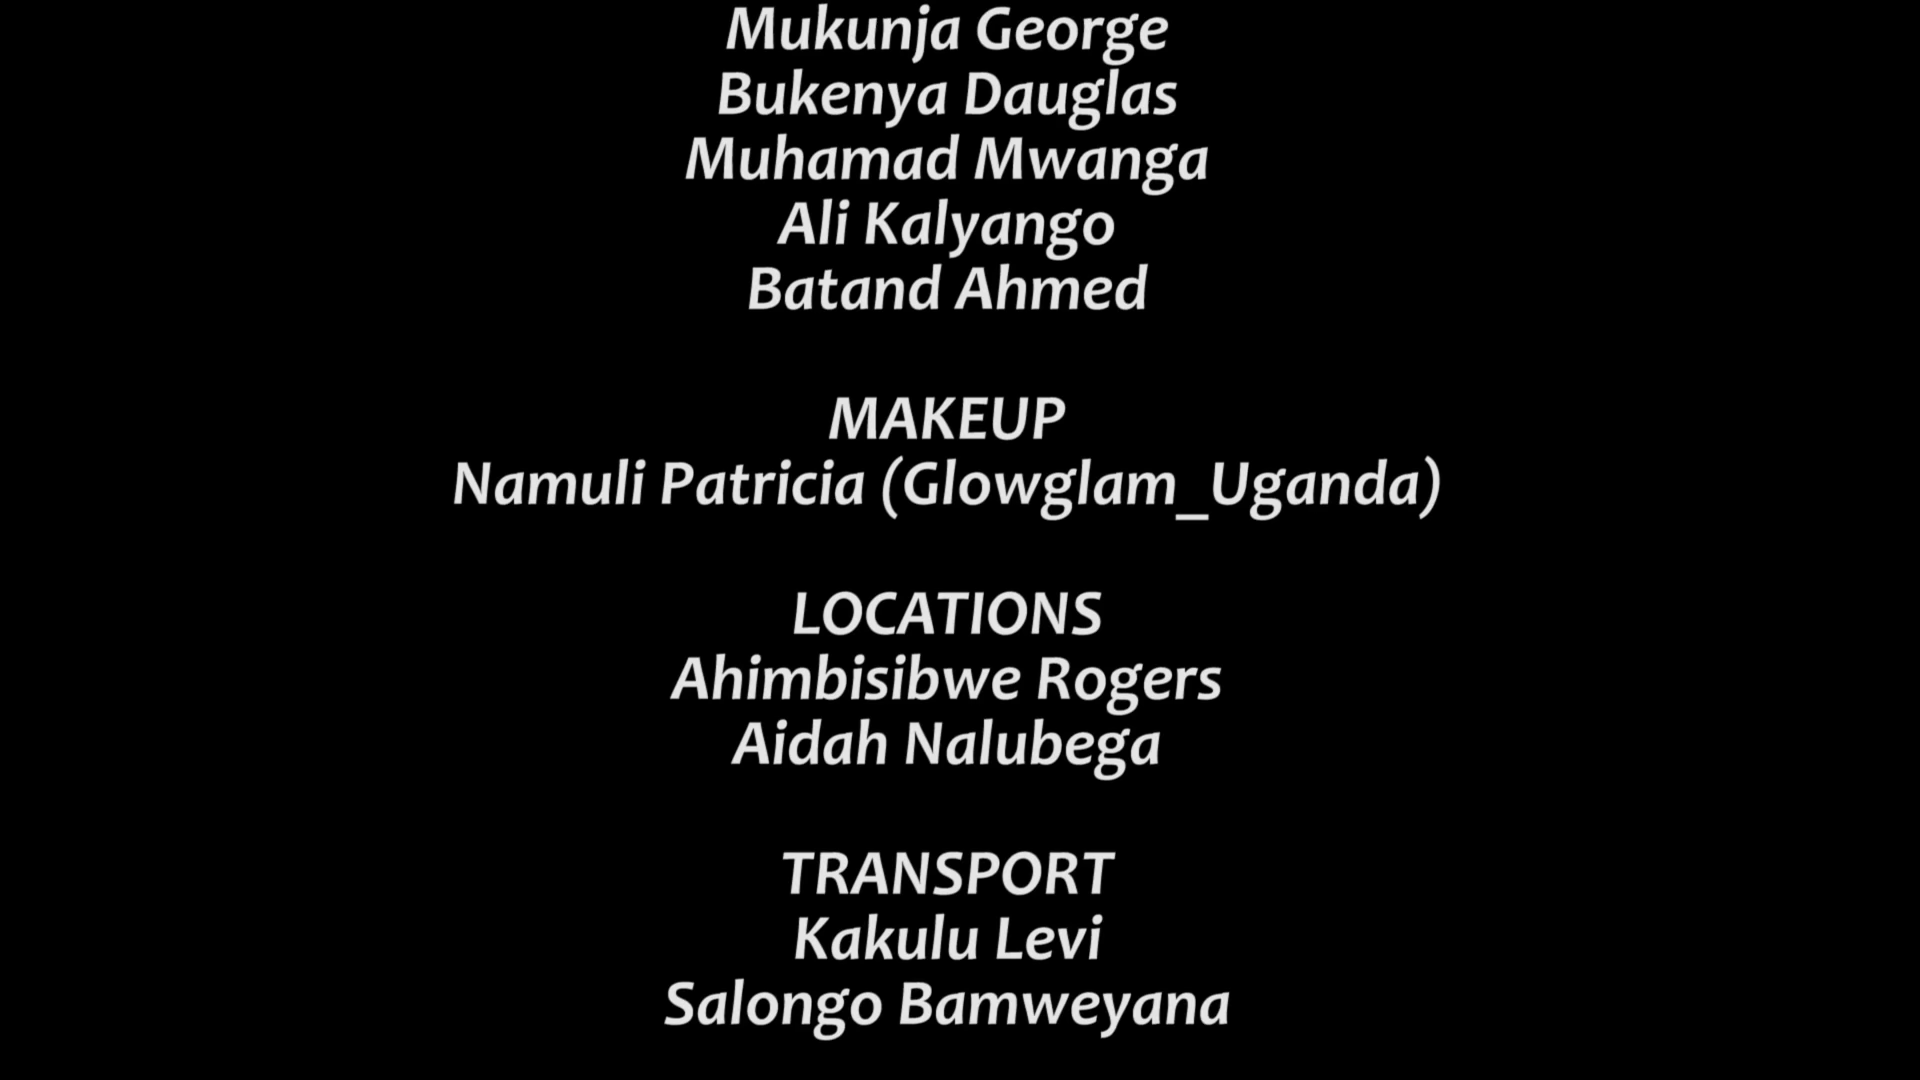 Mukunja George
Bukenya Dauglas
Muhamad Mwanga
Ali Kalyango
Batand Ahmed
MAKEUP
Namuli Patricia (Glowglam_Uganda)
LOCATIONS
Ahimbisibwe Rogers
Aidah Nalubega
TRANSPORT
Kakulu Levi
Salongo Bamweyana